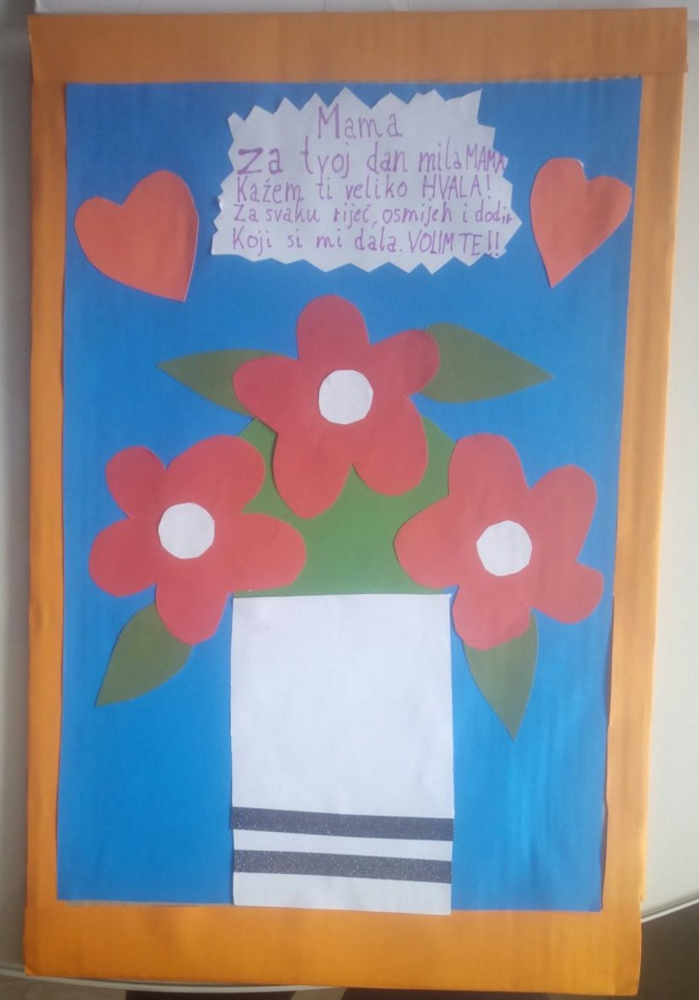 Mama
za tvoj dan mila MAMA
Kažem ti veliko HVALA!
Za svaku riječ, osmijeh i dodir
Koji si mi dala. VOLIM TE!!